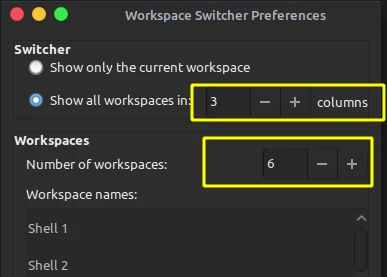 Workspace Switcher Preferences
Switcher
Show only the current workspace
Show all workspaces in: 3 − + columns
Workspaces
Number of workspaces: 6 − +
Workspace names:
Shell 1
Shell 2